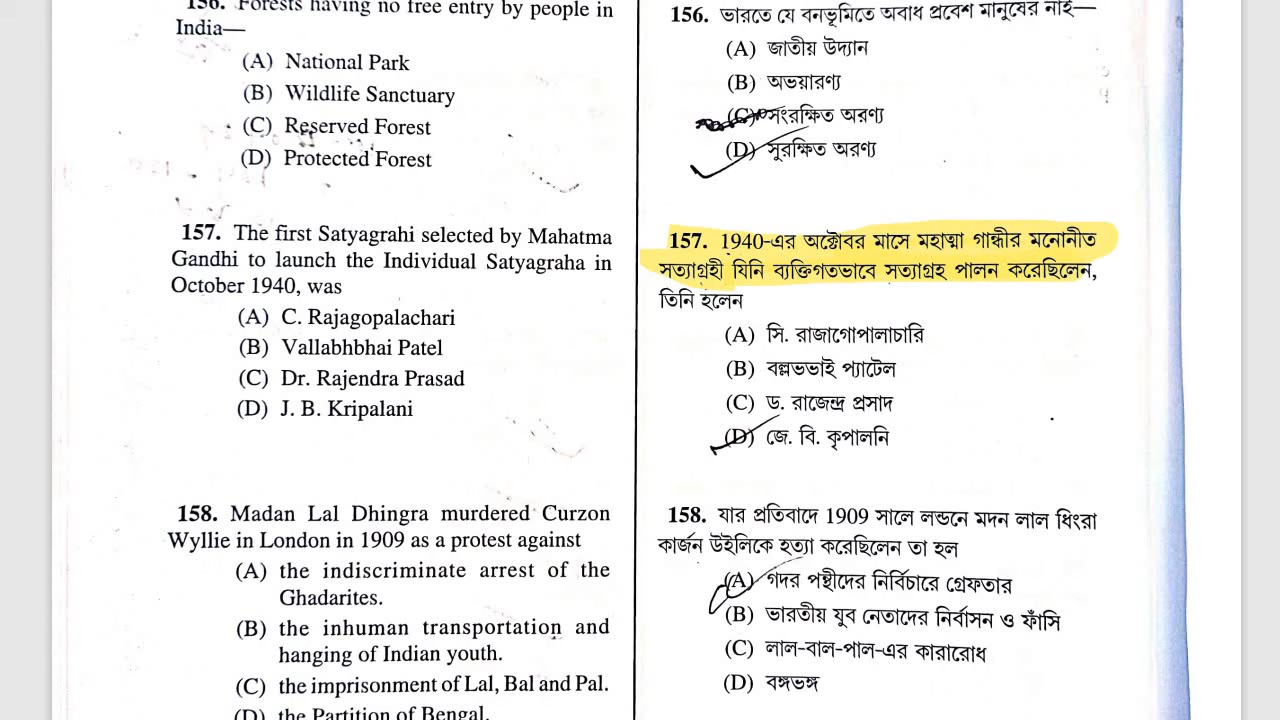 156. Forests having no free entry by people in
India—
(A) National Park
(B) Wildlife Sanctuary
(C) Reserved Forest
(D) Protected Forest
157. The first Satyagrahi selected by Mahatma
Gandhi to launch the Individual Satyagraha in
October 1940, was
(A) C. Rajagopalachari
(B) Vallabhbhai Patel
(C) Dr. Rajendra Prasad
(D) J. B. Kripalani
158. Madan Lal Dhingra murdered Curzon
Wyllie in London in 1909 as a protest against
(A) the indiscriminate arrest of the
Ghadarites.
(B) the inhuman transportation and
hanging of Indian youth.
(C) the imprisonment of Lal, Bal and Pal.
(D) the Partition of Bengal.
156. ভারতে যে বনভূমিতে অবাধ প্রবেশ মানুষের নাই—
(A) জাতীয় উদ্যান
(B) অভয়ারণ্য
(C) সংরক্ষিত অরণ্য
(D) সুরক্ষিত অরণ্য
157. 1940-এর অক্টোবর মাসে মহাত্মা গান্ধীর মনোনীত
সত্যাগ্রহী যিনি ব্যক্তিগতভাবে সত্যাগ্রহ পালন করেছিলেন,
তিনি হলেন
(A) সি. রাজাগোপালাচারি
(B) বল্লভভাই প্যাটেল
(C) ড. রাজেন্দ্র প্রসাদ
(D) জে. বি. কৃপালনি
158. যার প্রতিবাদে 1909 সালে লন্ডনে মদন লাল ধিংরা
কার্জন উইলিকে হত্যা করেছিলেন তা হল
(A) গদর পন্থীদের নির্বিচারে গ্রেফতার
(B) ভারতীয় যুব নেতাদের নির্বাসন ও ফাঁসি
(C) লাল-বাল-পাল-এর কারারোধ
(D) বঙ্গভঙ্গ